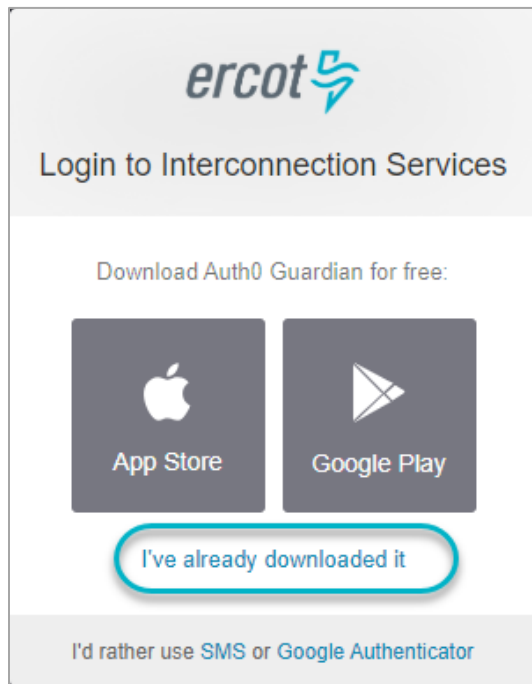 ercot
Login to Interconnection Services
Download Auth0 Guardian for free:
App Store
Google Play
I've already downloaded it
I'd rather use SMS or Google Authenticator